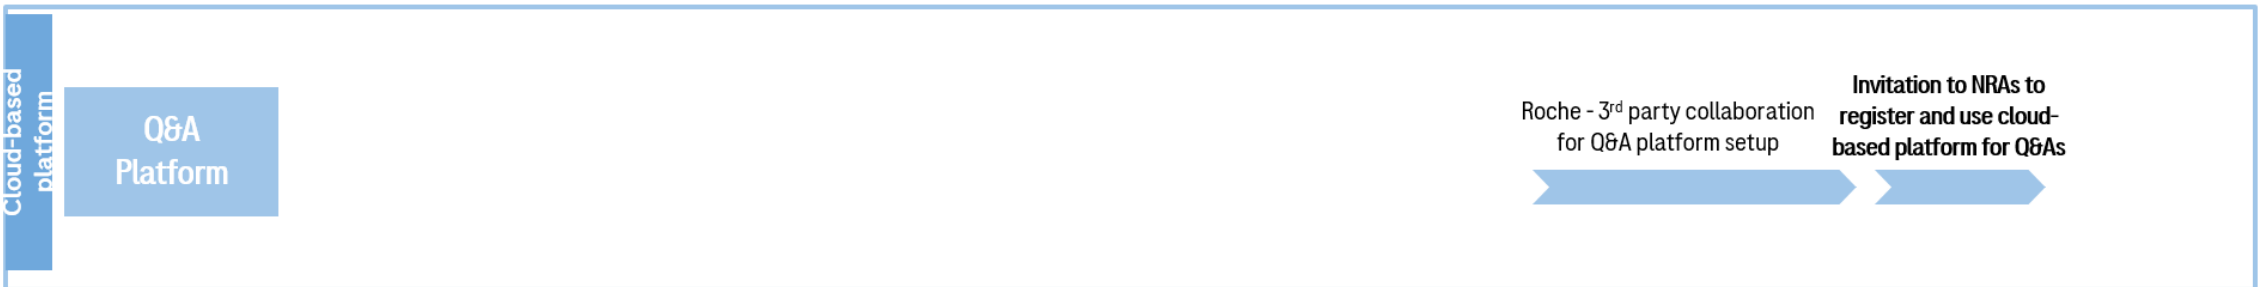 Cloud-based
platform
Q&A
Platform
Roche - 3rd party collaboration
for Q&A platform setup
Invitation to NRAs to
register and use cloud-
based platform for Q&As